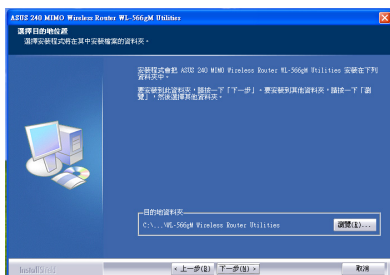 ASUS 240 MIMO Wireless Router WL-566gM Utilities
選擇目的地位置
選擇安裝程式將在其中安裝檔案的資料夾。
安裝程式會把 ASUS 240 MIMO Wireless Router WL-566gM Utilities 安裝在下列
資料夾中。
要安裝到此資料夾，請按一下「下一步」。要安裝到其他資料夾，請按一下「瀏
覽」，然後選擇其他資料夾。
目的地資料夾
C:\...\WL-566gM Wireless Router Utilities
瀏覽(R)...
InstallShield
< 上一步(B)
下一步(N) >
取消